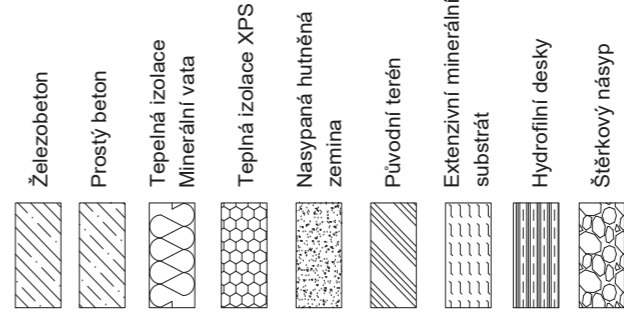 Železobeton
Prostý beton
Tepelná izolace
Minerální vata
Teplná izolace XPS
Nasypaná hutněná
zemina
Původní terén
Extenzivní minerální
substrát
Hydrofilní desky
Štěrkový násyp